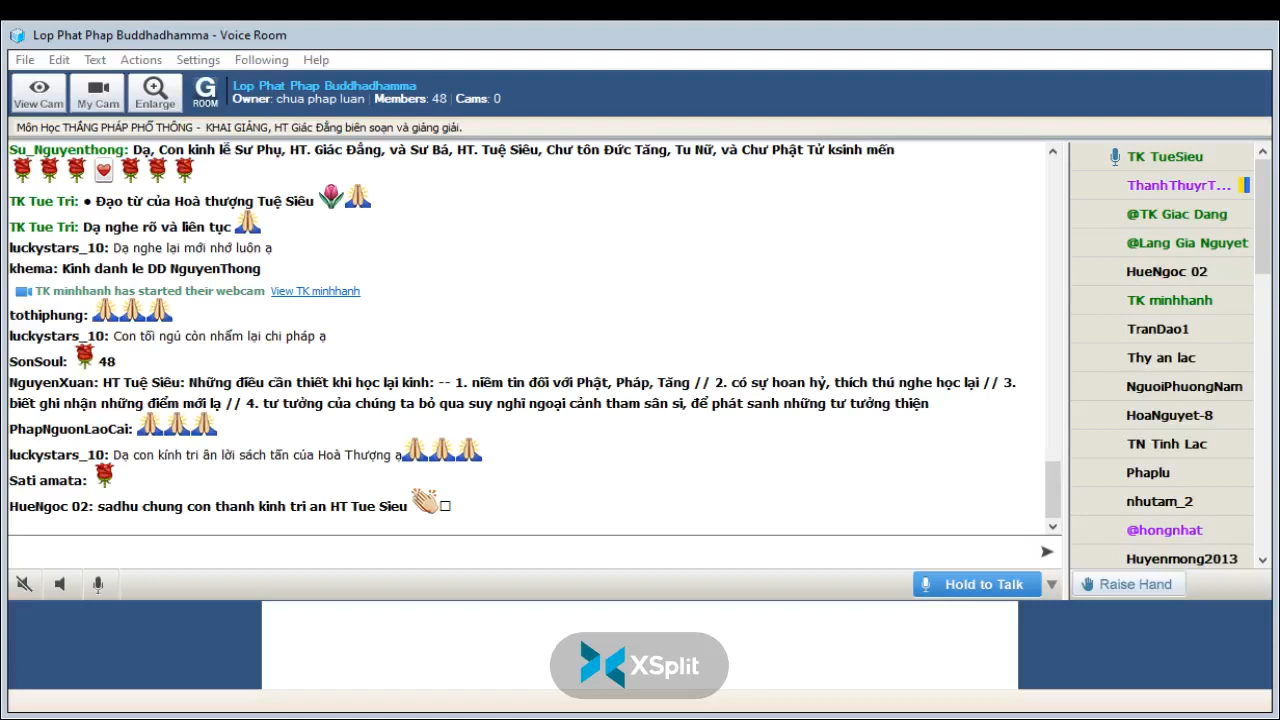 Lop Phat Phap Buddhadhamma - Voice Room
File Edit Text Actions Settings Following Help
View Cam My Cam Enlarge G ROOM
Lop Phat Phap Buddhadhamma
Owner: chua phap luan | Members: 48 | Cams: 0
Môn Học THẮNG PHÁP PHỔ THÔNG - KHAI GIẢNG, HT Giác Đẳng biên soạn và giảng giải.
Su_Nguyenthong: Dạ, Con kinh lễ Sư Phụ, HT. Giác Đẳng, và Sư Bá, HT. Tuệ Siêu, Chư tôn Đức Tăng, Tu Nữ, và Chư Phật Tử ksinh mến
TK Tue Tri: ● Đạo từ của Hoà thượng Tuệ Siêu
TK Tue Tri: Dạ nghe rõ và liên tục
luckystars_10: Dạ nghe lại mới nhớ luôn ạ
khema: Kinh danh le DD NguyenThong
TK minhhanh has started their webcam View TK minhhanh
tothiphung:
luckystars_10: Con tối ngủ còn nhẩm lại chi pháp ạ
SonSoul: 48
NguyenXuan: HT Tuệ Siêu: Những điều cần thiết khi học lại kinh: -- 1. niềm tin đối với Phật, Pháp, Tăng // 2. có sự hoan hỷ, thích thú nghe học lại // 3.
biết ghi nhận những điểm mới lạ // 4. tư tưởng của chúng ta bỏ qua suy nghĩ ngoại cảnh tham sân si, để phát sanh những tư tưởng thiện
PhapNguonLaoCai:
luckystars_10: Dạ con kính tri ân lời sách tấn của Hoà Thượng ạ
Sati amata:
HueNgoc 02: sadhu chung con thanh kinh tri an HT Tue Sieu
TK TueSieu
ThanhThuyrT...
@TK Giac Dang
@Lang Gia Nguyet
HueNgoc 02
TK minhhanh
TranDao1
Thy an lac
NguoiPhuongNam
HoaNguyet-8
TN Tinh Lac
Phaplu
nhutam_2
@hongnhat
Huyenmong2013
Hold to Talk
Raise Hand
XSplit